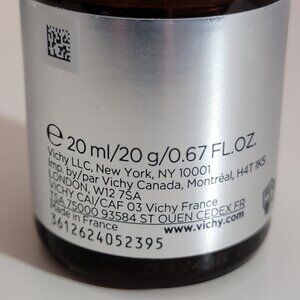 ℮ 20 ml/20 g/0.67 FL.OZ.
Vichy LLC, New York, NY 10001
Imp. by/par Vichy Canada, Montréal, H4T 1K5
LONDON, W12 7SA
VICHY CAI/CAF 03 Vichy France
TSA 75000 93584 ST OUEN CEDEX FR
Made in France www.vichy.com
3612624052395